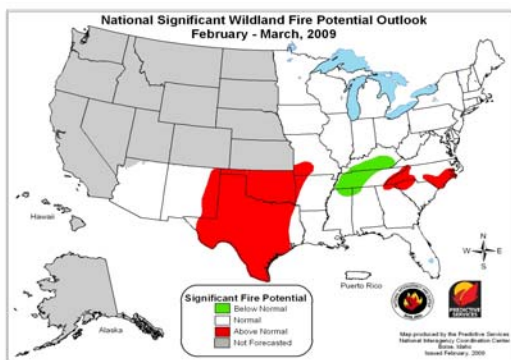 National Significant Wildland Fire Potential Outlook
February - March, 2009
Hawaii
Alaska
Puerto Rico
N
W E
S
Significant Fire Potential
Below Normal
Normal
Above Normal
Not Forecasted
PREDICTIVE
SERVICES
Map produced by the Predictive Services
National Interagency Coordination Center
Boise, Idaho
Issued February, 2009